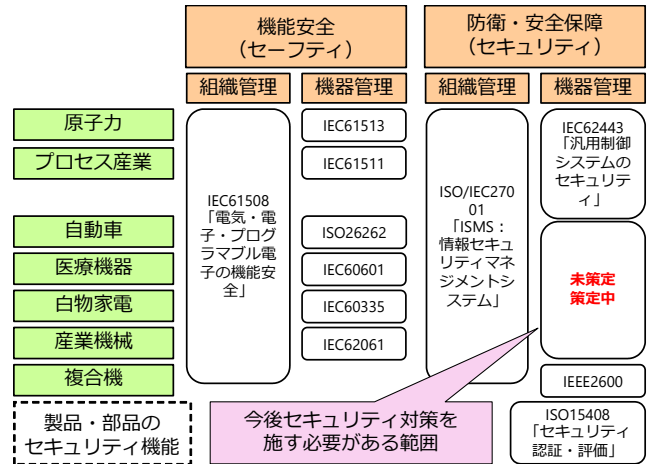 機能安全
（セーフティ）
防衛・安全保障
（セキュリティ）
組織管理
機器管理
組織管理
機器管理
原子力
プロセス産業
自動車
医療機器
白物家電
産業機械
複合機
製品・部品の
セキュリティ機能
IEC61508
「電気・電
子・プログ
ラマブル電
子の機能安
全」
IEC61513
IEC61511
ISO26262
IEC60601
IEC60335
IEC62061
ISO/IEC270
01
「ISMS：
情報セキュ
リティマネ
ジメントシ
ステム」
IEC62443
「汎用制御
システムの
セキュリテ
ィ」
未策定
策定中
IEEE2600
ISO15408
「セキュリティ
認証・評価」
今後セキュリティ対策を
施す必要がある範囲